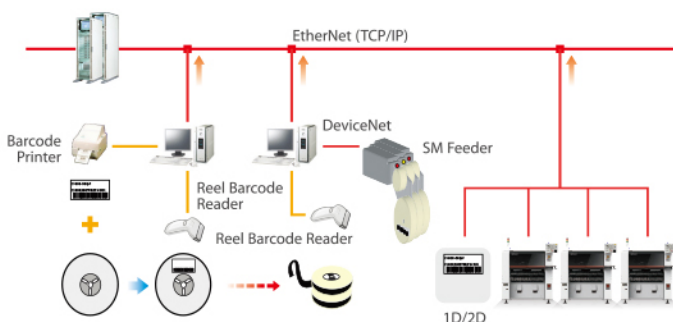 EtherNet (TCP/IP)
DeviceNet
Barcode
Printer
SM Feeder
Reel Barcode
Reader
Reel Barcode Reader
1D/2D